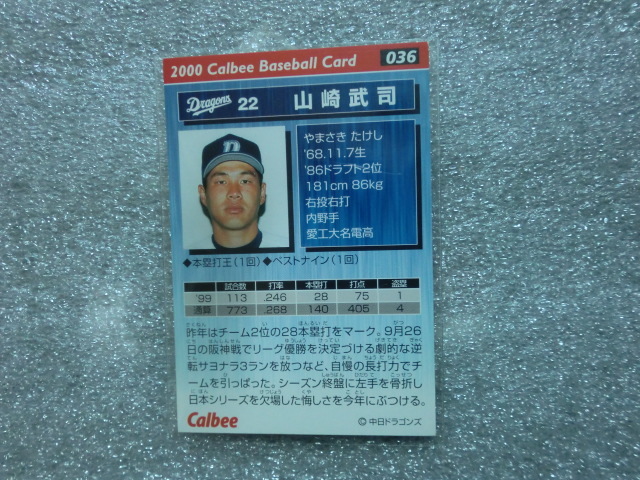 2000 Calbee Baseball Card 036
Dragons 22 山﨑武司
D
やまさき たけし
'68.11.7生
'86ドラフト2位
181cm 86kg
右投右打
内野手
愛工大名電高
◆本塁打王(1回)◆ベストナイン(1回)
試合数 打率 本塁打 打点 盗塁
'99 113 .246 28 75 1
通算 773 .268 140 405 4
昨年はチーム2位の28本塁打をマーク。9月26
日の阪神戦でリーグ優勝を決定づける劇的な逆
転サヨナラ3ランを放つなど、自慢の長打力でチ
ームを引っぱった。シーズン終盤に左手を骨折し
日本シリーズを欠場した悔しさを今年にぶつける。
Calbee
© 中日ドラゴンズ